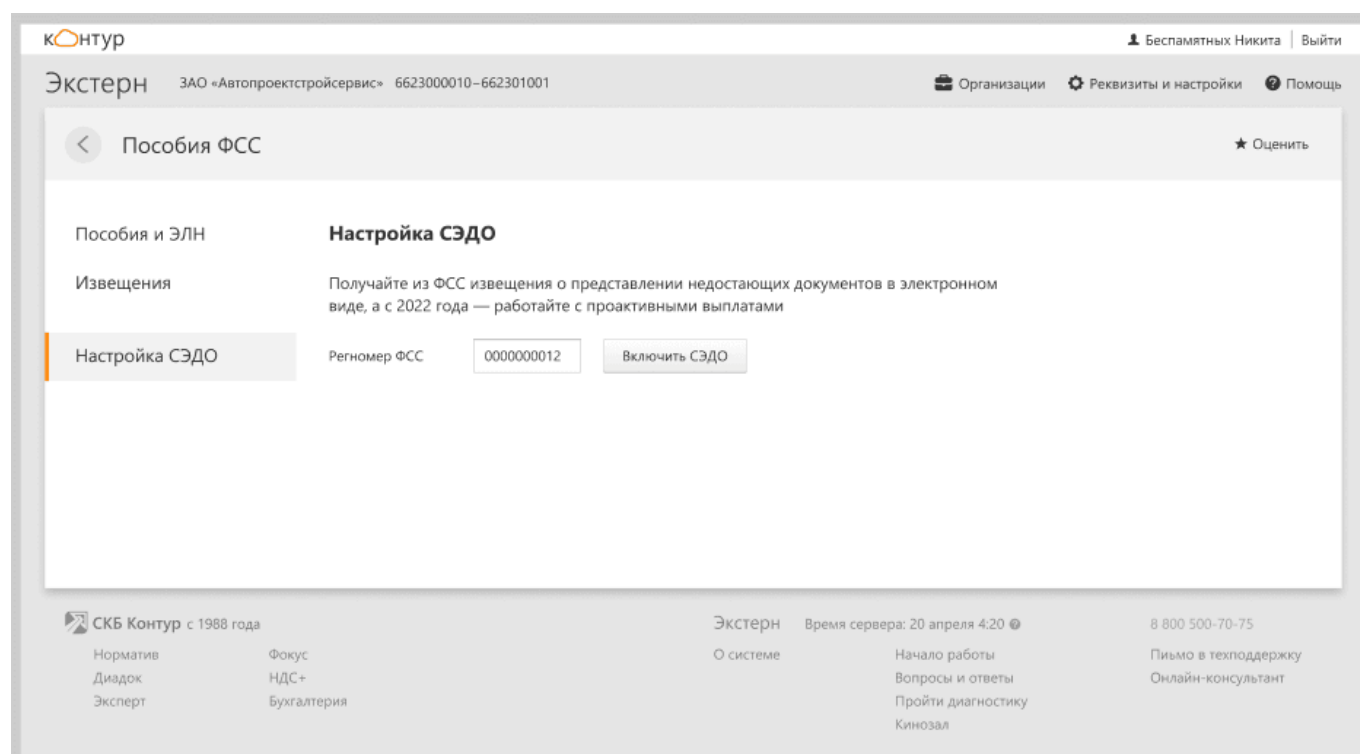 контур
Беспамятных Никита | Выйти
Экстерн ЗАО «Автопроектстройсервис» 6623000010–662301001
Организации Реквизиты и настройки Помощь
Пособия ФСС
Оценить
Пособия и ЭЛН
Извещения
Настройка СЭДО
Настройка СЭДО
Получайте из ФСС извещения о представлении недостающих документов в электронном
виде, а с 2022 года — работайте с проактивными выплатами
Регномер ФСС 0000000012 Включить СЭДО
СКБ Контур с 1988 года
Норматив Фокус
Диадок НДС+
Эксперт Бухгалтерия
Экстерн Время сервера: 20 апреля 4:20
О системе Начало работы
Вопросы и ответы
Пройти диагностику
Кинозал
8 800 500-70-75
Пиьмо в техподдержку
Онлайн-консультант